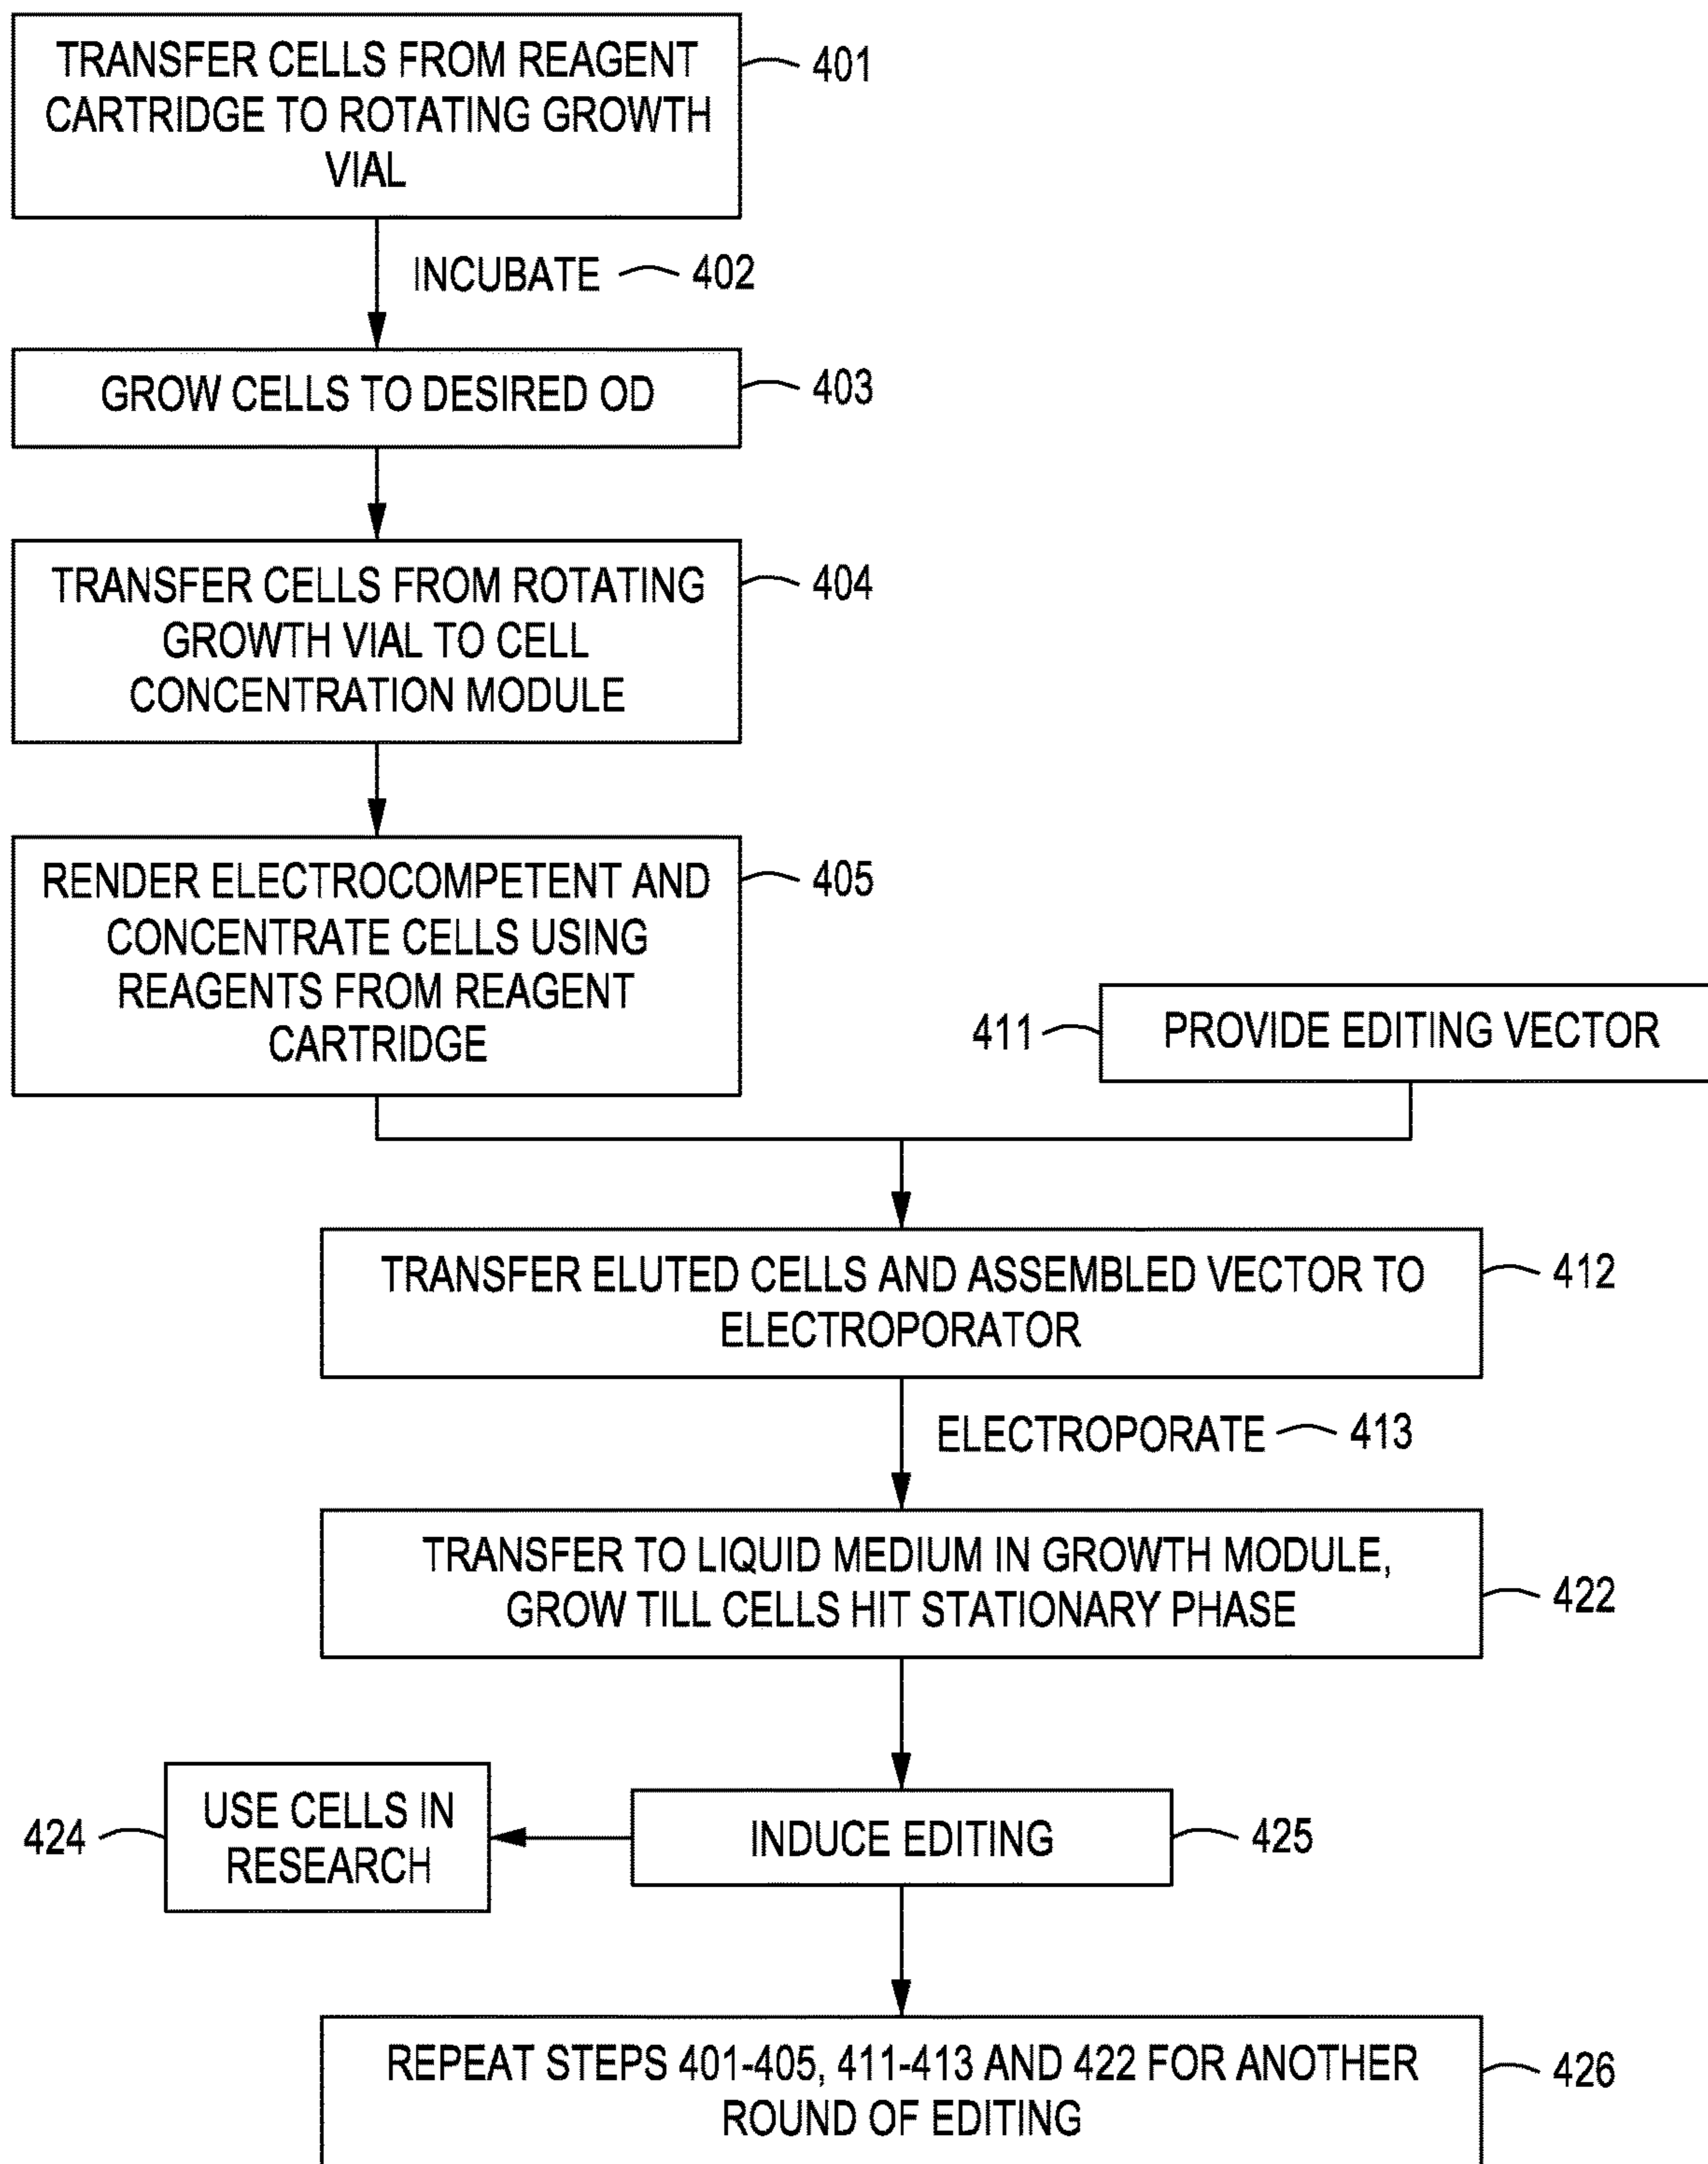 TRANSFER CELLS FROM REAGENT
CARTRIDGE TO ROTATING GROWTH
VIAL
401
INCUBATE
402
GROW CELLS TO DESIRED OD
403
TRANSFER CELLS FROM ROTATING
GROWTH VIAL TO CELL
CONCENTRATION MODULE
404
RENDER ELECTROCOMPETENT AND
CONCENTRATE CELLS USING
REAGENTS FROM REAGENT
CARTRIDGE
405
411
PROVIDE EDITING VECTOR
TRANSFER ELUTED CELLS AND ASSEMBLED VECTOR TO
ELECTROPORATOR
412
ELECTROPORATE
413
TRANSFER TO LIQUID MEDIUM IN GROWTH MODULE,
GROW TILL CELLS HIT STATIONARY PHASE
422
424
USE CELLS IN
RESEARCH
INDUCE EDITING
425
REPEAT STEPS 401-405, 411-413 AND 422 FOR ANOTHER
ROUND OF EDITING
426